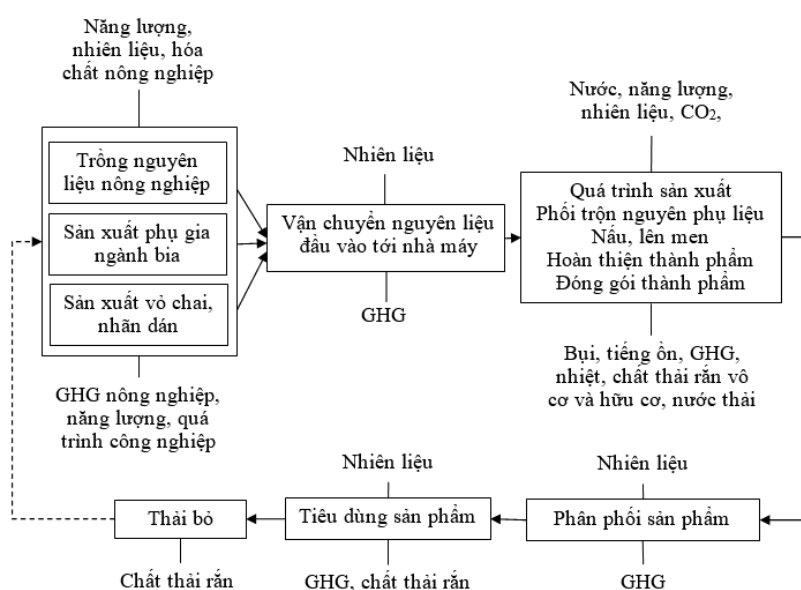 Năng lượng,
nhiên liệu, hóa
chất nông nghiệp
Trồng nguyên
liệu nông nghiệp
Sản xuất phụ gia
ngành bia
Sản xuất vỏ chai,
nhãn dán
GHG nông nghiệp,
năng lượng, quá
trình công nghiệp
Nhiên liệu
Vận chuyển nguyên liệu
đầu vào tới nhà máy
GHG
Nước, năng lượng,
nhiên liệu, CO₂,
Quá trình sản xuất
Phối trộn nguyên phụ liệu
Nấu, lên men
Hoàn thiện thành phẩm
Đóng gói thành phẩm
Bụi, tiếng ồn, GHG,
nhiệt, chất thải rắn vô
cơ và hữu cơ, nước thải
Nhiên liệu
Phân phối sản phẩm
GHG
Nhiên liệu
Tiêu dùng sản phẩm
GHG, chất thải rắn
Thải bỏ
Chất thải rắn